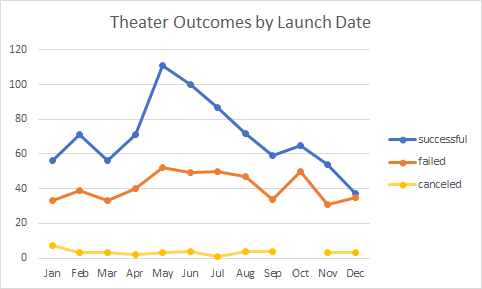 Theater Outcomes by Launch Date
120
100
80
60
40
20
0
Jan Feb Mar Apr May Jun Jul Aug Sep Oct Nov Dec
successful
failed
canceled